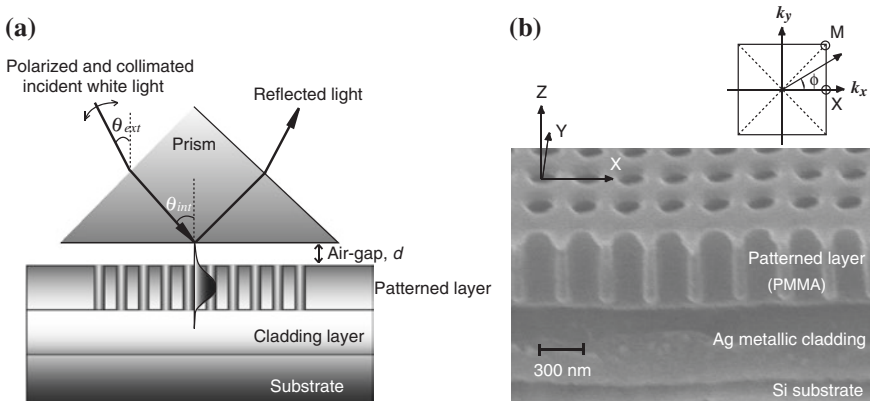 (a)
Polarized and collimated
incident white light
Reflected light
θext
Prism
θint
Air-gap, d
Patterned layer
Cladding layer
Substrate
(b)
ky
M
ϕ
kx
X
Z
Y
X
Patterned layer
(PMMA)
Ag metallic cladding
300 nm
Si substrate